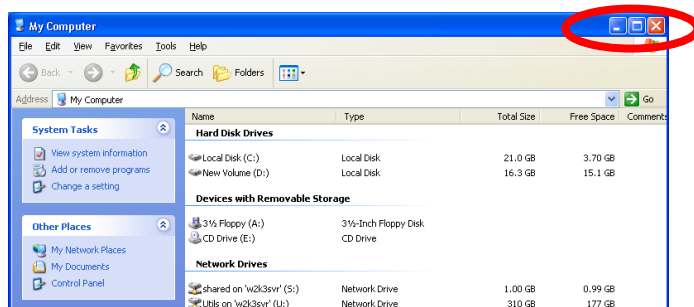 My Computer
File Edit View Favorites Tools Help
Back Search Folders
Address My Computer Go
Name Type Total Size Free Space Comments
System Tasks
View system information
Add or remove programs
Change a setting
Other Places
My Network Places
My Documents
Control Panel
Hard Disk Drives
Local Disk (C:) Local Disk 21.0 GB 3.70 GB
New Volume (D:) Local Disk 16.3 GB 15.1 GB
Devices with Removable Storage
3½ Floppy (A:) 3½-Inch Floppy Disk
CD Drive (E:) CD Drive
Network Drives
shared on 'w2k3svr' (S:) Network Drive 1.00 GB 0.99 GB
Utils on 'w2k3svr' (U:) Network Drive 310 GB 177 GB